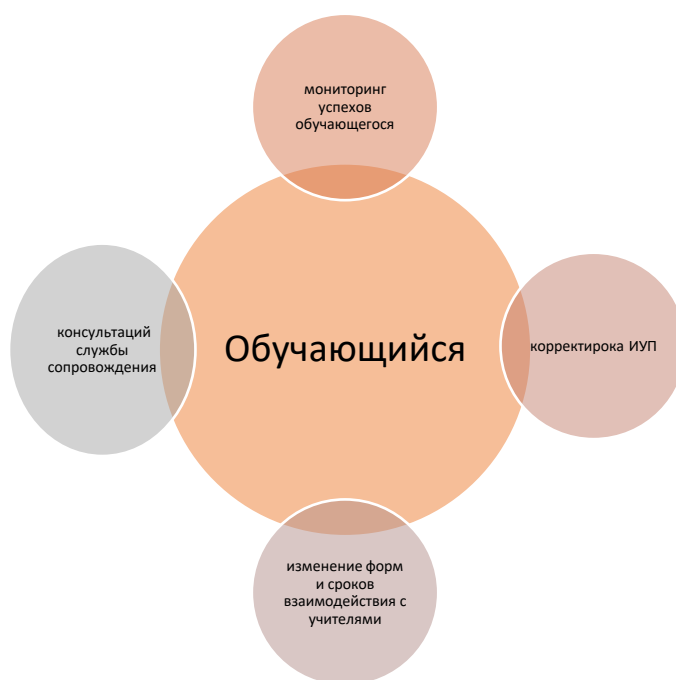 мониторинг
успехов
обучающегося
консультаций
службы
сопровождения
Обучающийся
корректирока ИУП
изменение форм
и сроков
взаимодействия с
учителями